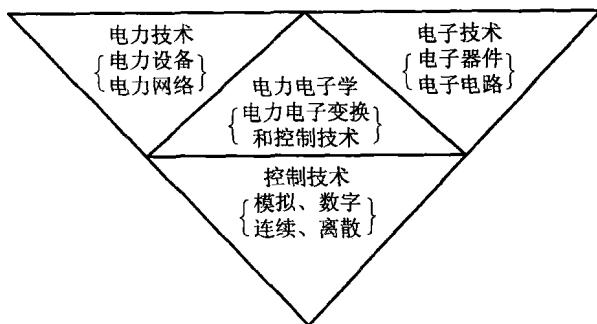 电力技术
电力设备
电力网络
电子技术
电子器件
电子电路
电力电子学
电力电子变换
和控制技术
控制技术
模拟、数字
连续、离散